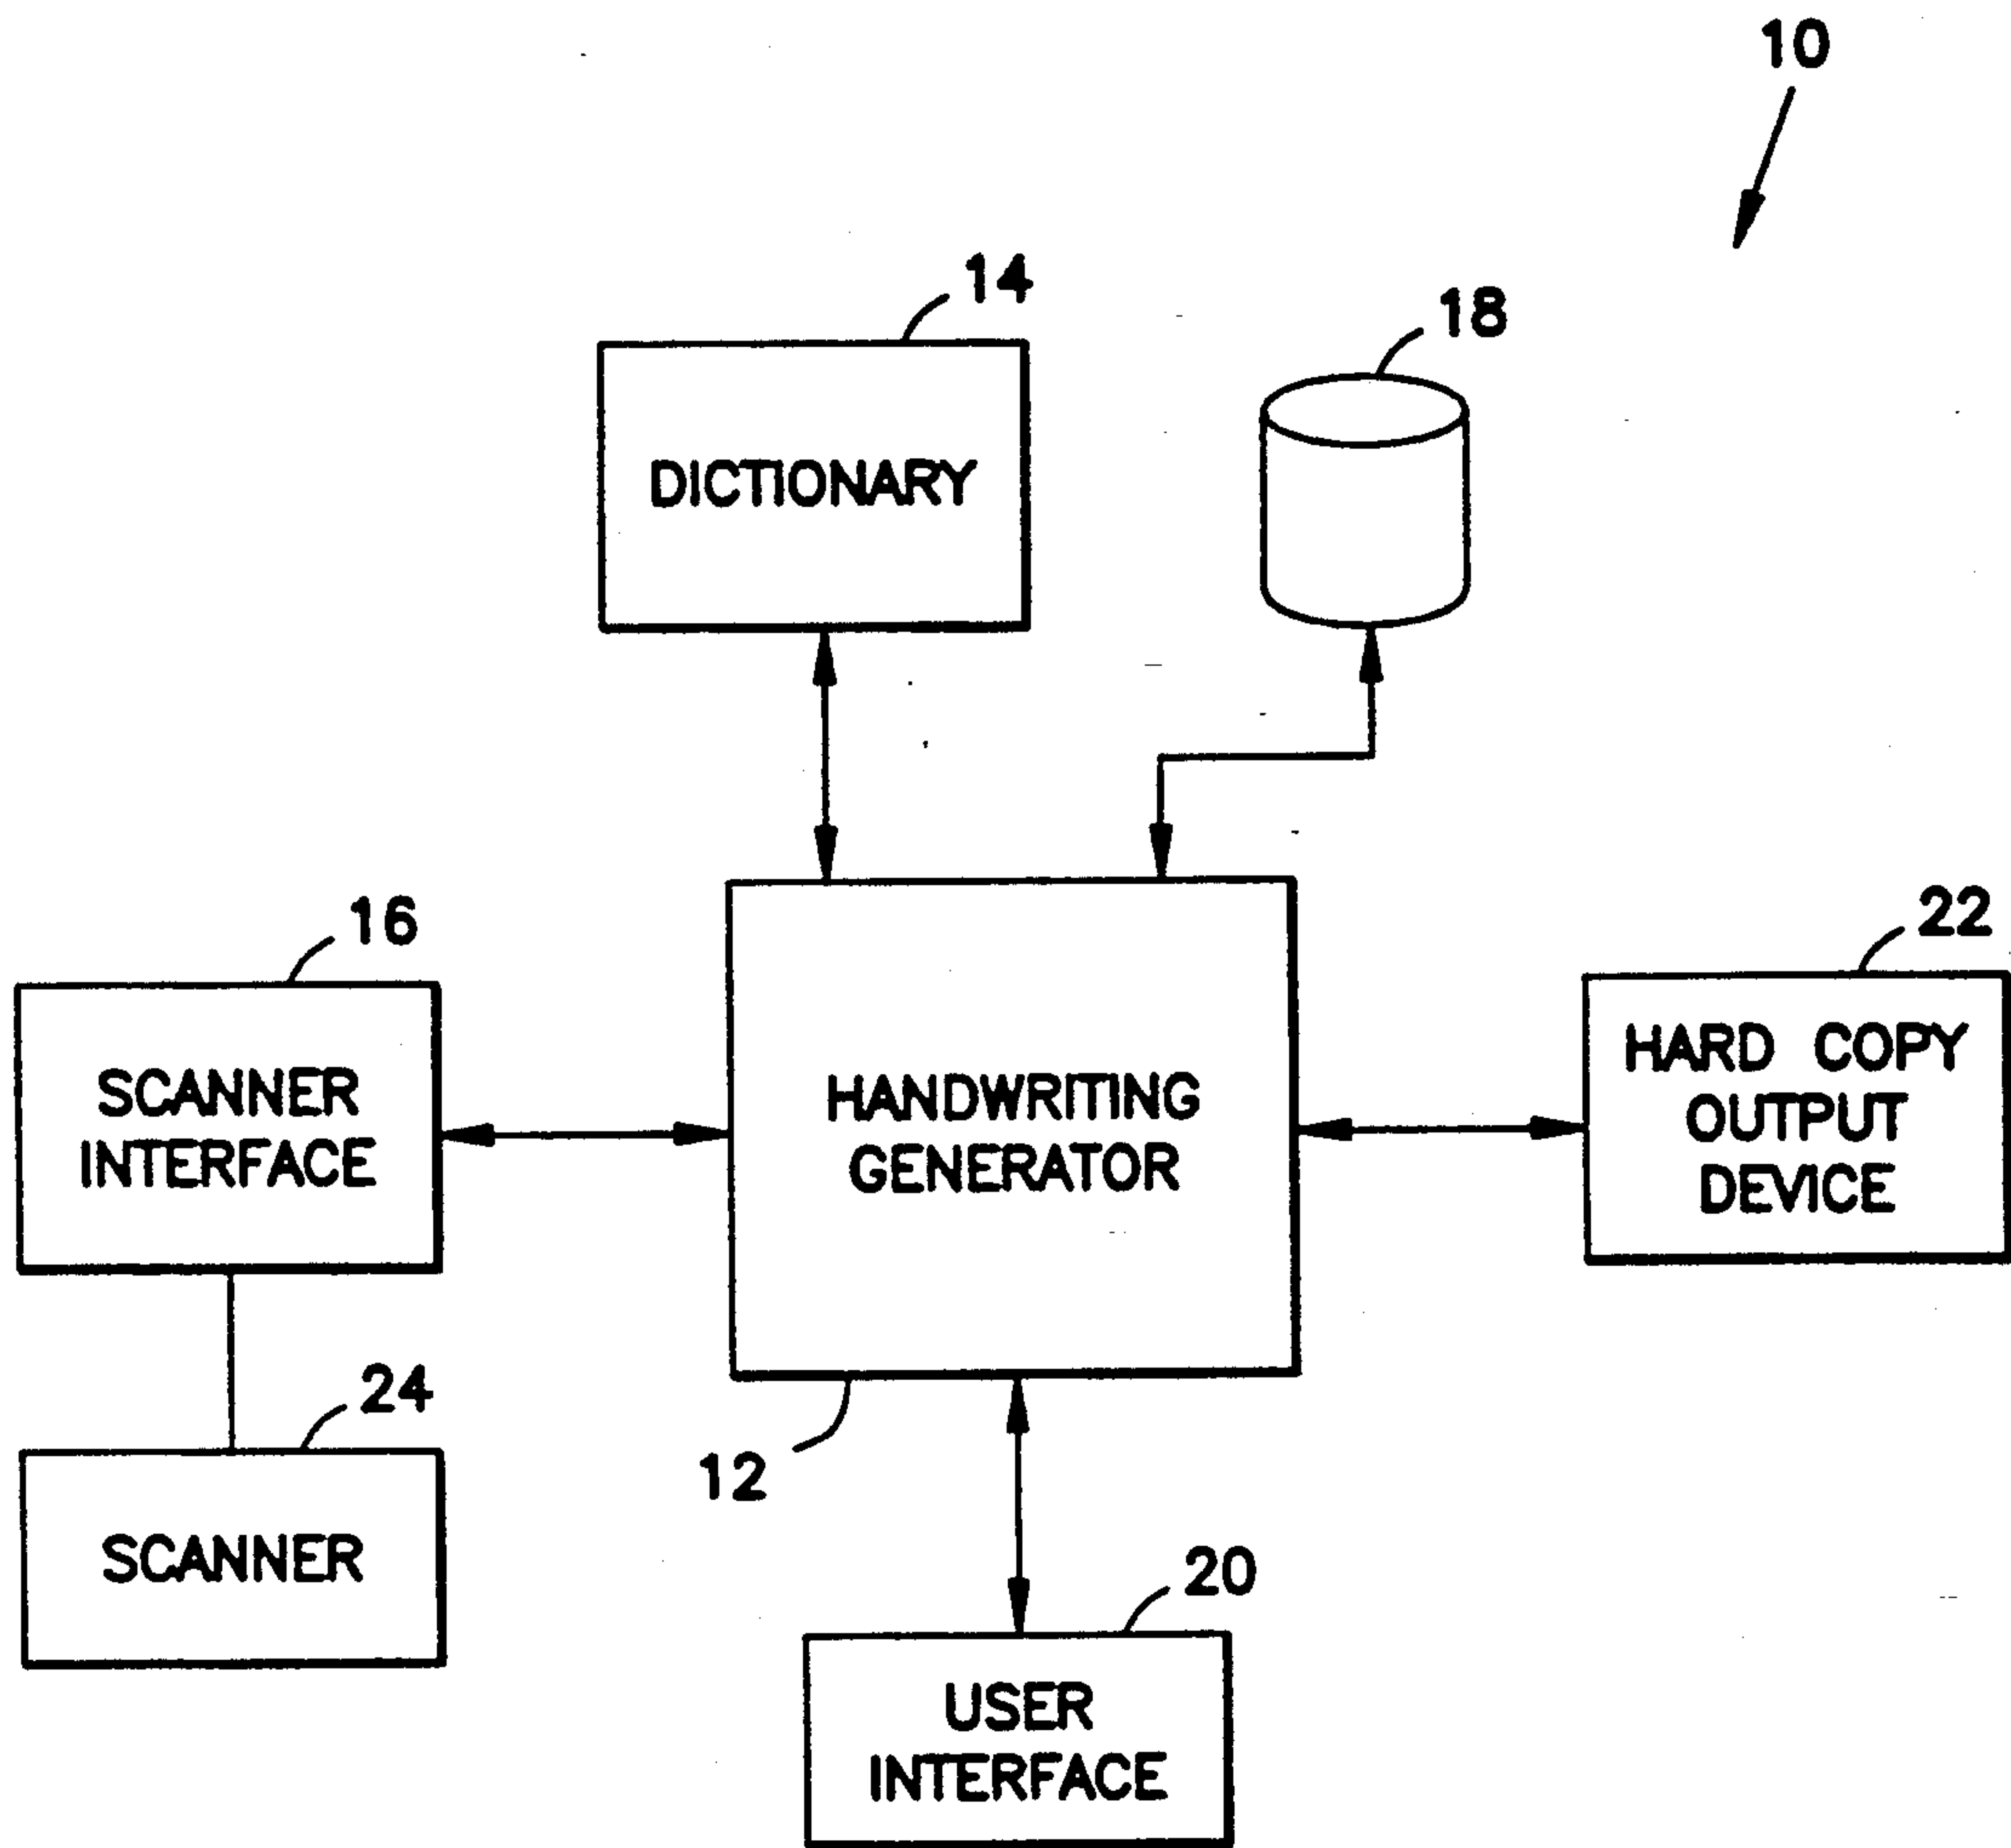 10
14
18
DICTIONARY
16
22
SCANNER
INTERFACE
HANDWRITING
GENERATOR
HARD COPY
OUTPUT
DEVICE
24
12
SCANNER
20
USER
INTERFACE